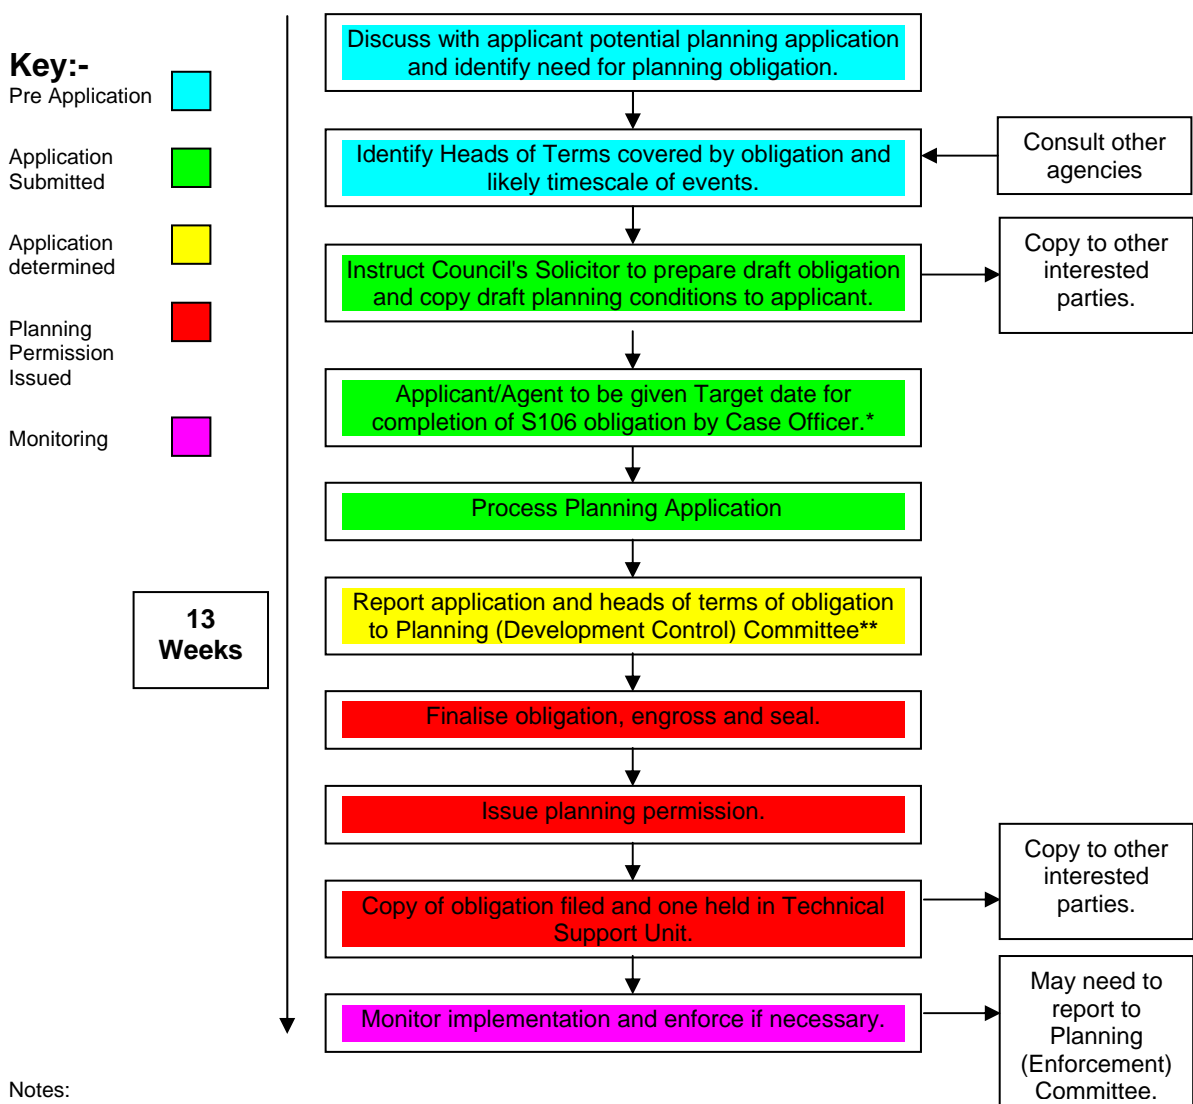 Key:-
Pre Application
Application
Submitted
Application
determined
Planning
Permission
Issued
Monitoring
13
Weeks
Discuss with applicant potential planning application
and identify need for planning obligation.
Identify Heads of Terms covered by obligation and
likely timescale of events.
Consult other
agencies
Instruct Council's Solicitor to prepare draft obligation
and copy draft planning conditions to applicant.
Copy to other
interested
parties.
Applicant/Agent to be given Target date for
completion of S106 obligation by Case Officer.*
Process Planning Application
Report application and heads of terms of obligation
to Planning (Development Control) Committee**
Finalise obligation, engross and seal.
Issue planning permission.
Copy of obligation filed and one held in Technical
Support Unit.
Copy to other
interested
parties.
Monitor implementation and enforce if necessary.
May need to
report to
Planning
(Enforcement)
Committee.
Notes: